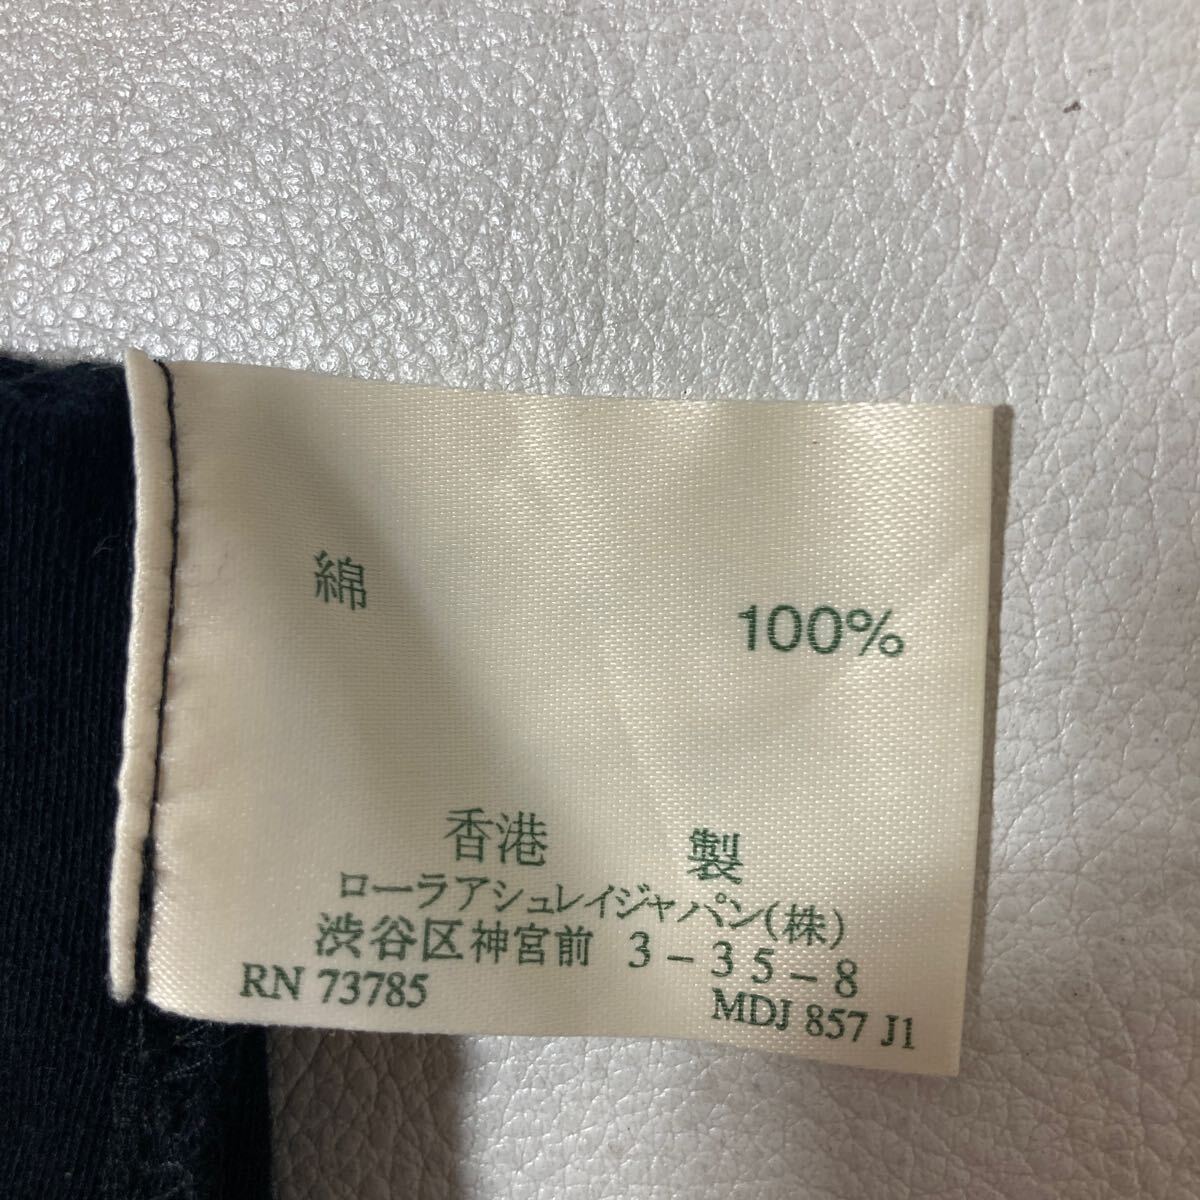 綿 100%
香港 製
ローラアシュレイジャパン(株)
渋谷区神宮前 3-35-8
RN 73785 MDJ 857 J1